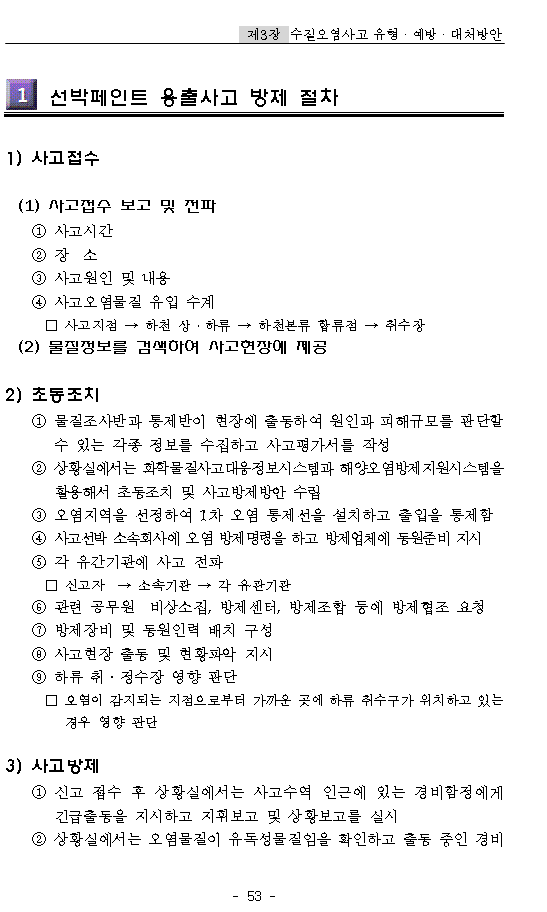 제3장 수질오염사고 유형 · 예방 · 대처방안
1 선박페인트 용출사고 방제 절차
1) 사고접수
(1) 사고접수 보고 및 전파
① 사고시간
② 장 소
③ 사고원인 및 내용
④ 사고오염물질 유입 수계
□ 사고지점 → 하천 상 · 하류 → 하천본류 합류점 → 취수장
(2) 물질정보를 검색하여 사고현장에 제공
2) 초동조치
① 물질조사반과 통제반이 현장에 출동하여 원인과 피해규모를 판단할
수 있는 각종 정보를 수집하고 사고평가서를 작성
② 상황실에서는 화학물질사고대응정보시스템과 해양오염방제지원시스템을
활용해서 초동조치 및 사고방제방안 수립
③ 오염지역을 선정하여 1차 오염 통제선을 설치하고 출입을 통제함
④ 사고선박 소속회사에 오염 방제명령을 하고 방제업체에 동원준비 지시
⑤ 각 유간기관에 사고 전파
□ 신고자 → 소속기관 → 각 유관기관
⑥ 관련 공무원 비상소집, 방제센터, 방제조합 등에 방제협조 요청
⑦ 방제장비 및 동원인력 배치 구성
⑧ 사고현장 출동 및 현황파악 지시
⑨ 하류 취 · 정수장 영향 판단
□ 오염이 감지되는 지점으로부터 가까운 곳에 하류 취수구가 위치하고 있는
경우 영향 판단
3) 사고방제
① 신고 접수 후 상황실에서는 사고수역 인근에 있는 경비함정에게
긴급출동을 지시하고 지휘보고 및 상황보고를 실시
② 상황실에서는 오염물질이 유독성물질임을 확인하고 출동 중인 경비
- 53 -